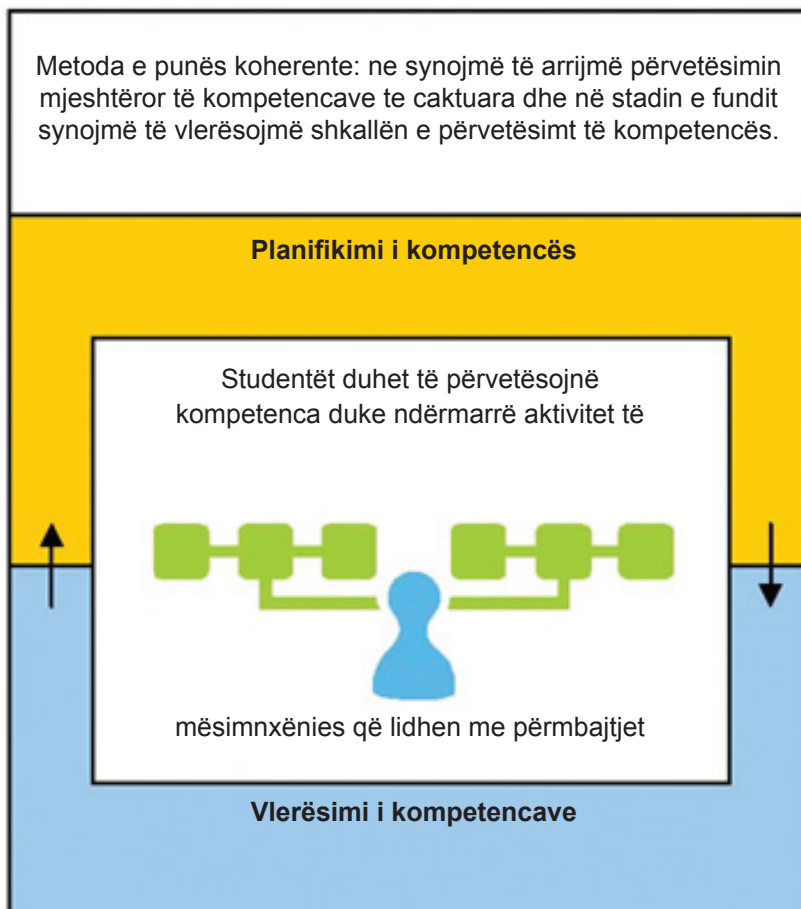 Metoda e punës koherente: ne synojmë të arrijmë përvetësimin
mjeshtëror të kompetencave te caktuara dhe në stadin e fundit
synojmë të vlerësojmë shkallën e përvetësimt të kompetencës.
Planifikimi i kompetencës
Studentët duhet të përvetësojnë
kompetenca duke ndërmarrë aktivitet të
mësimnxënies që lidhen me përmbajtjet
Vlerësimi i kompetencave